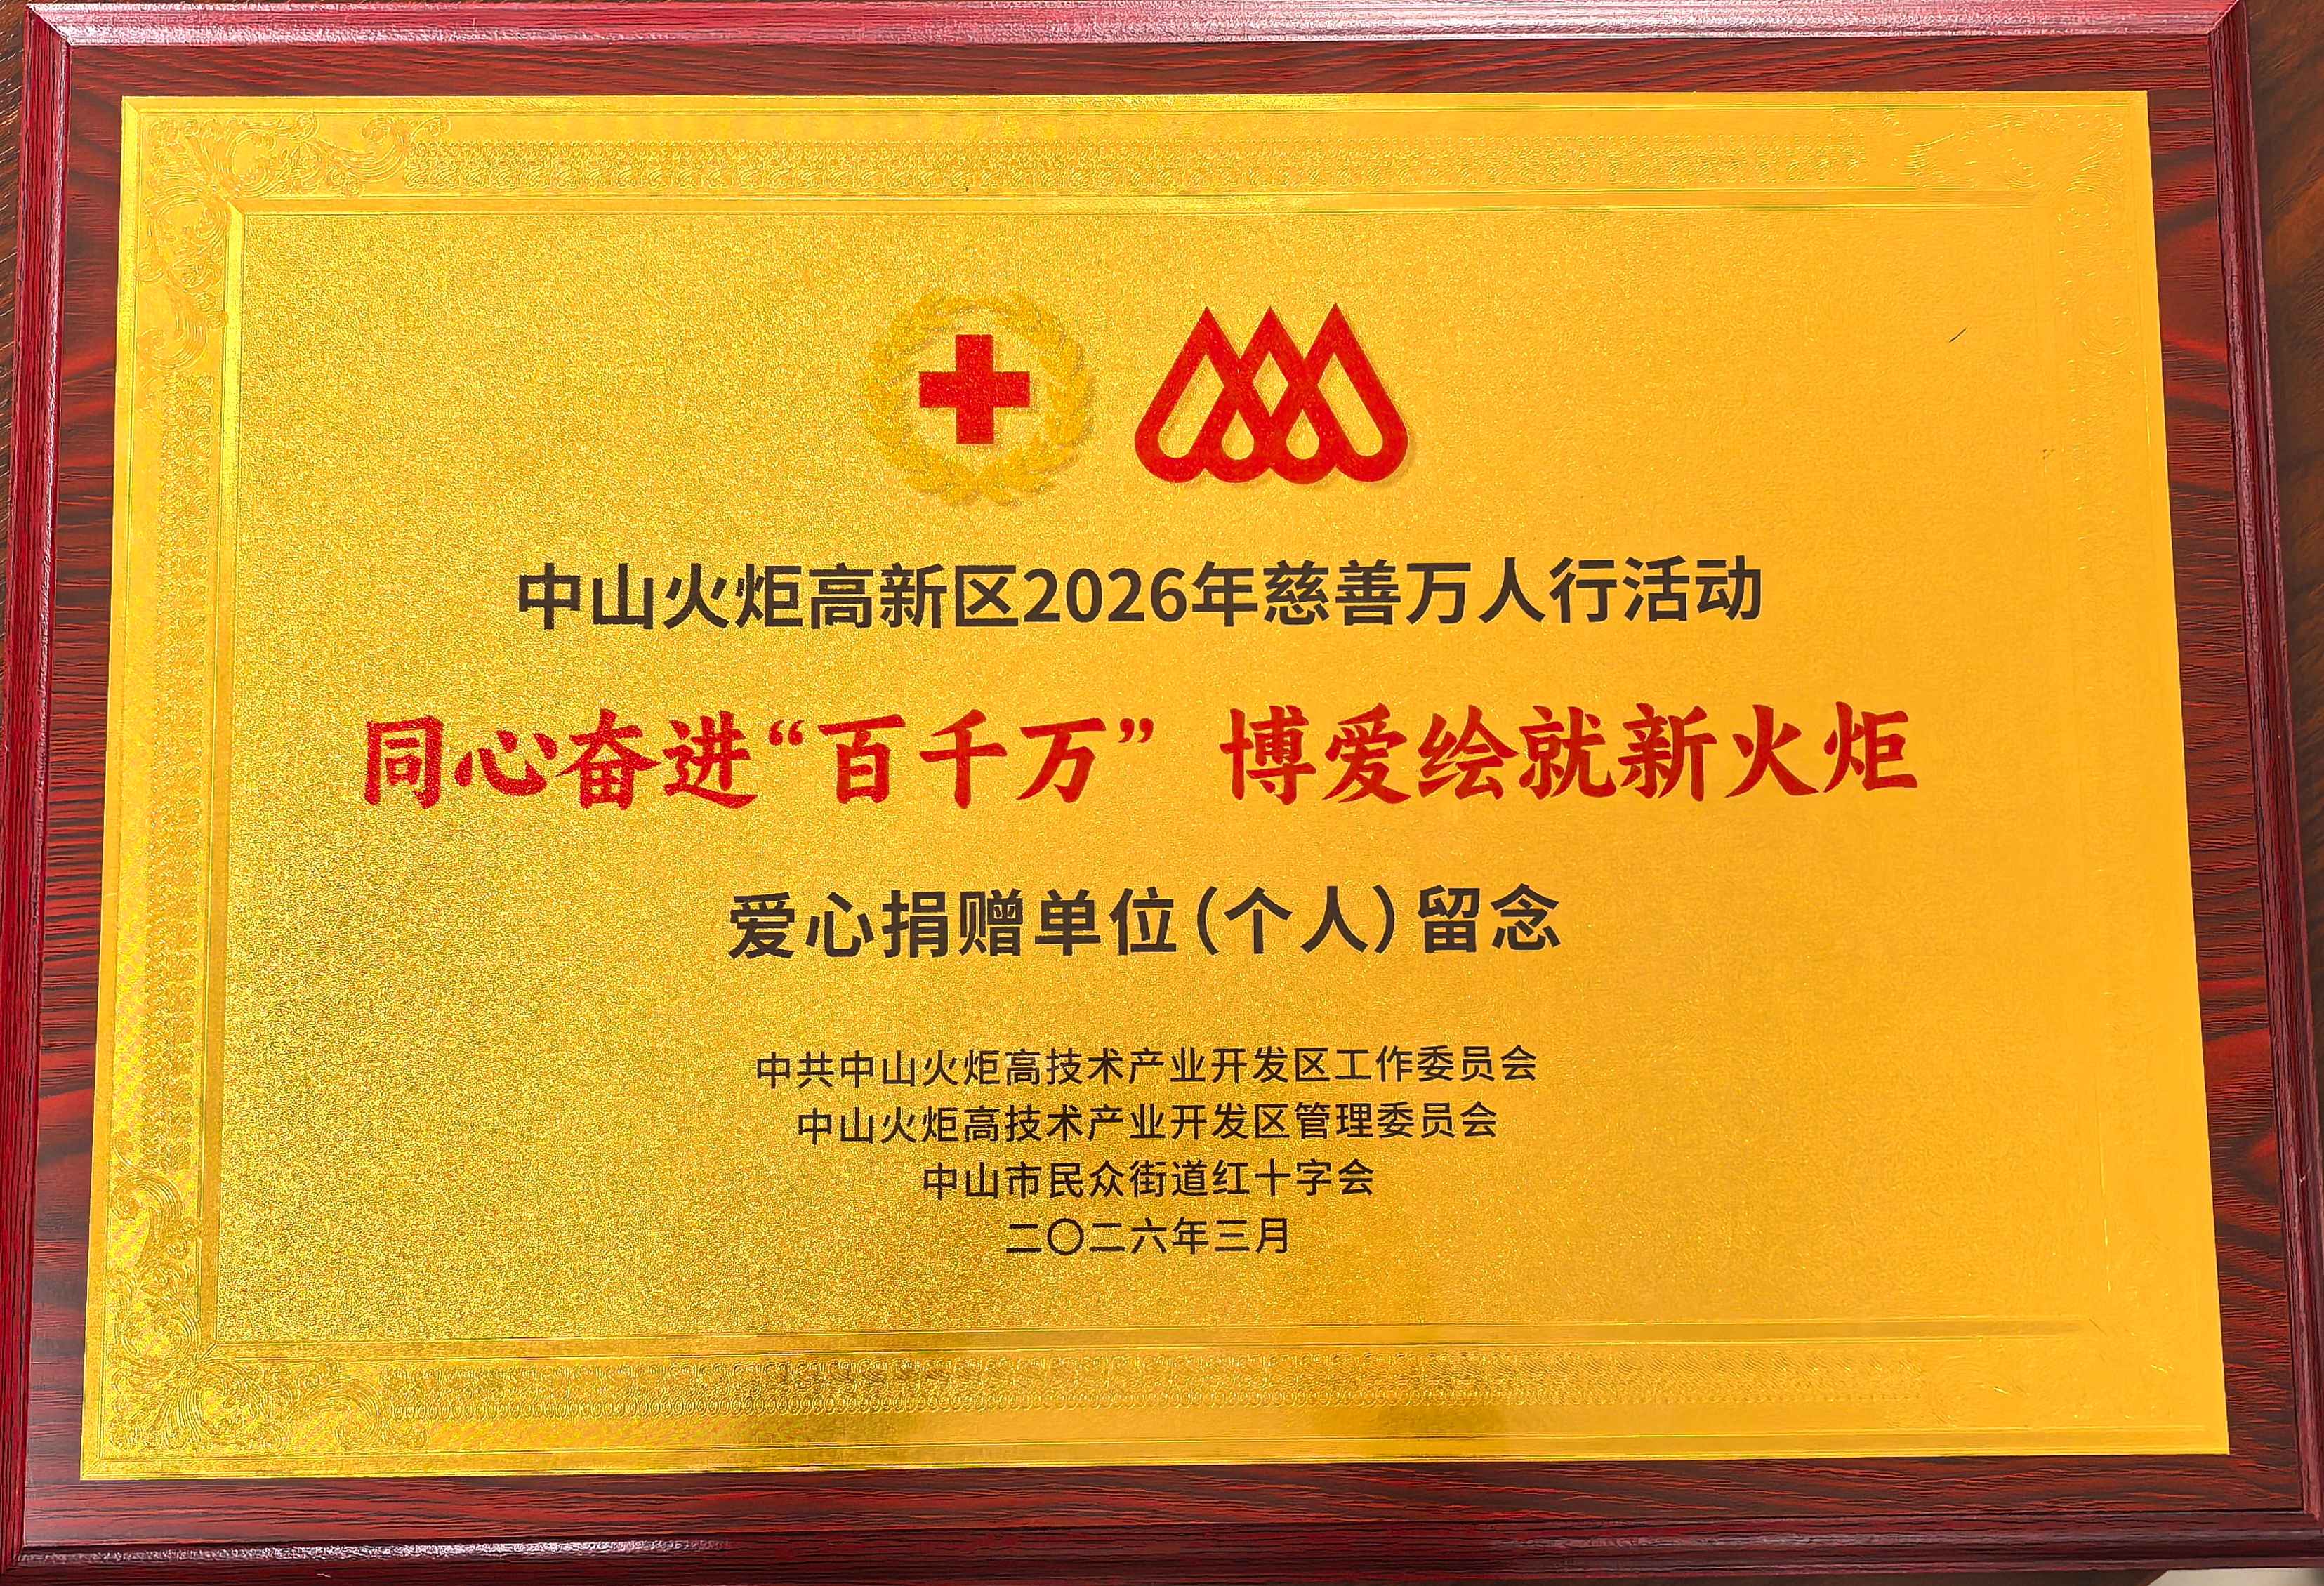 中山火炬高新区2026年慈善万人行活动
同心奋进“百千万” 博爱绘就新火炬
爱心捐赠单位（个人）留念
中共中山火炬高技术产业开发区工作委员会
中山火炬高技术产业开发区管理委员会
中山市民众街道红十字会
二〇二六年三月